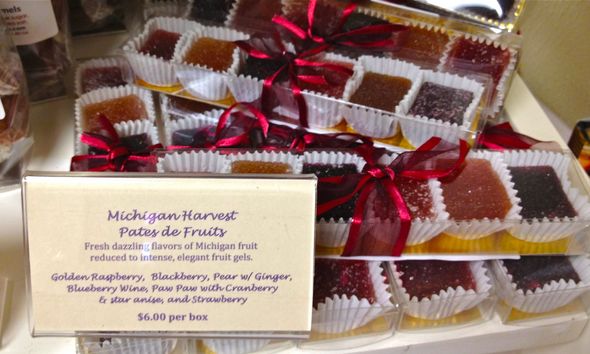 Michigan Harvest
Pates de Fruits
Fresh dazzling flavors of Michigan fruit
reduced to intense, elegant fruit gels.
Golden Raspberry, Blackberry, Pear w/ Ginger,
Blueberry Wine, Paw Paw with Cranberry
& star anise, and Strawberry
$6.00 per box